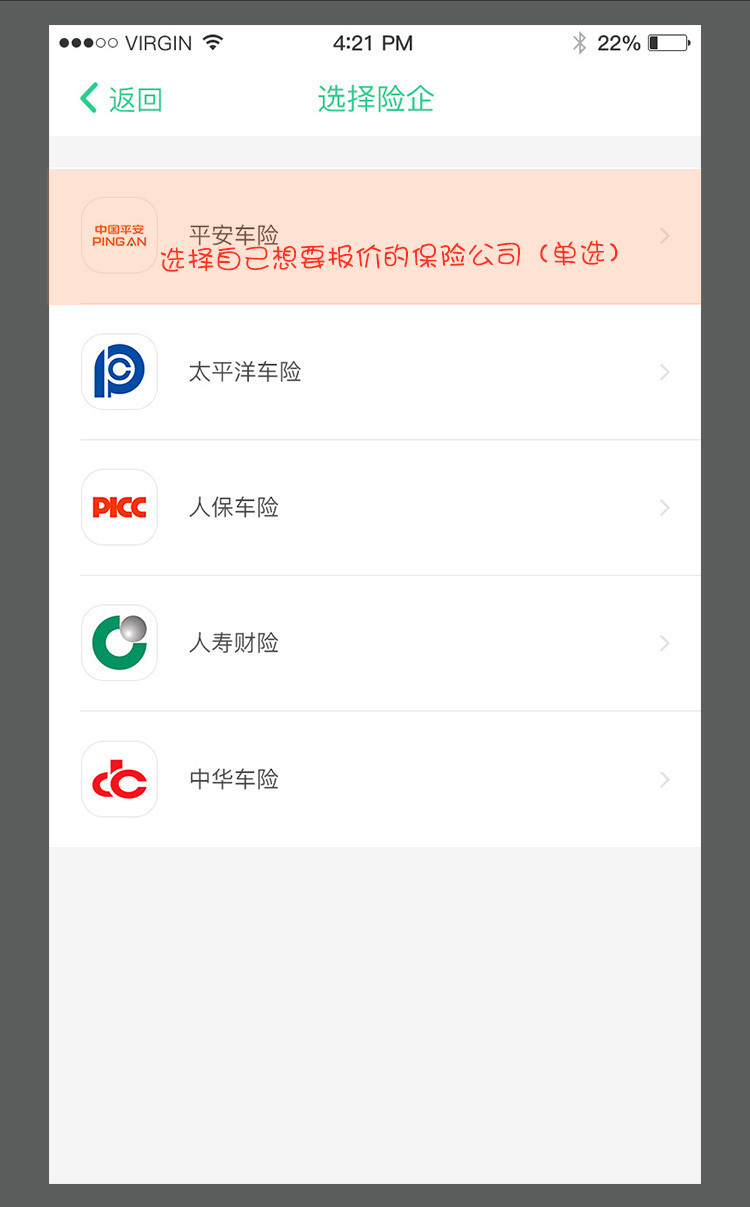 VIRGIN
4:21 PM
22%
返回
选择险企
中国平安
PINGAN
平安车险
选择自己想要报价的保险公司（单选）
太平洋车险
PICC
人保车险
人寿财险
中华车险